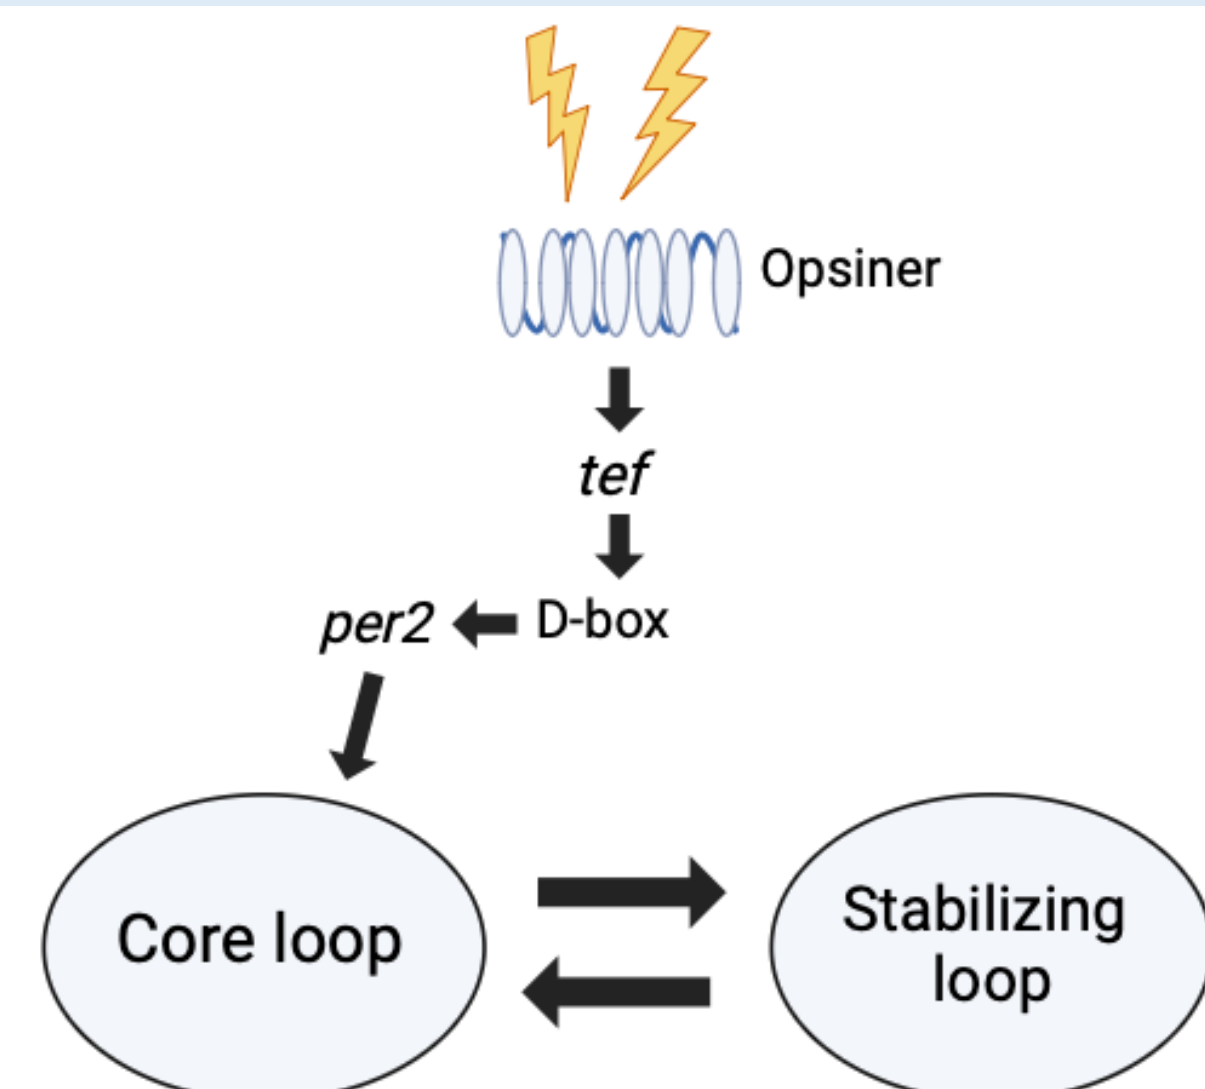 Opsiner
tef
per2
D-box
Core loop
Stabilizing
loop